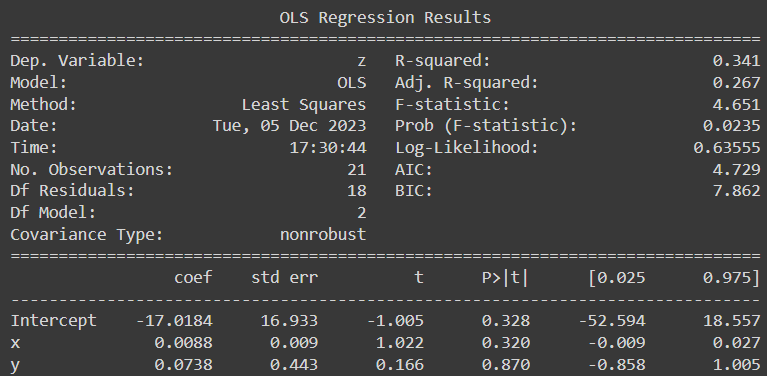 OLS Regression Results
==============================================================================
Dep. Variable:                      z   R-squared:                       0.341
Model:                            OLS   Adj. R-squared:                  0.267
Method:                 Least Squares   F-statistic:                     4.651
Date:                Tue, 05 Dec 2023   Prob (F-statistic):             0.0235
Time:                        17:30:44   Log-Likelihood:                0.63555
No. Observations:                  21   AIC:                             4.729
Df Residuals:                      18   BIC:                             7.862
Df Model:                           2
Covariance Type:            nonrobust
==============================================================================
coef    std err          t      P>|t|      [0.025      0.975]
------------------------------------------------------------------------------
Intercept    -17.0184     16.933     -1.005      0.328     -52.594      18.557
x              0.0088      0.009      1.022      0.320      -0.009       0.027
y              0.0738      0.443      0.166      0.870      -0.858       1.005